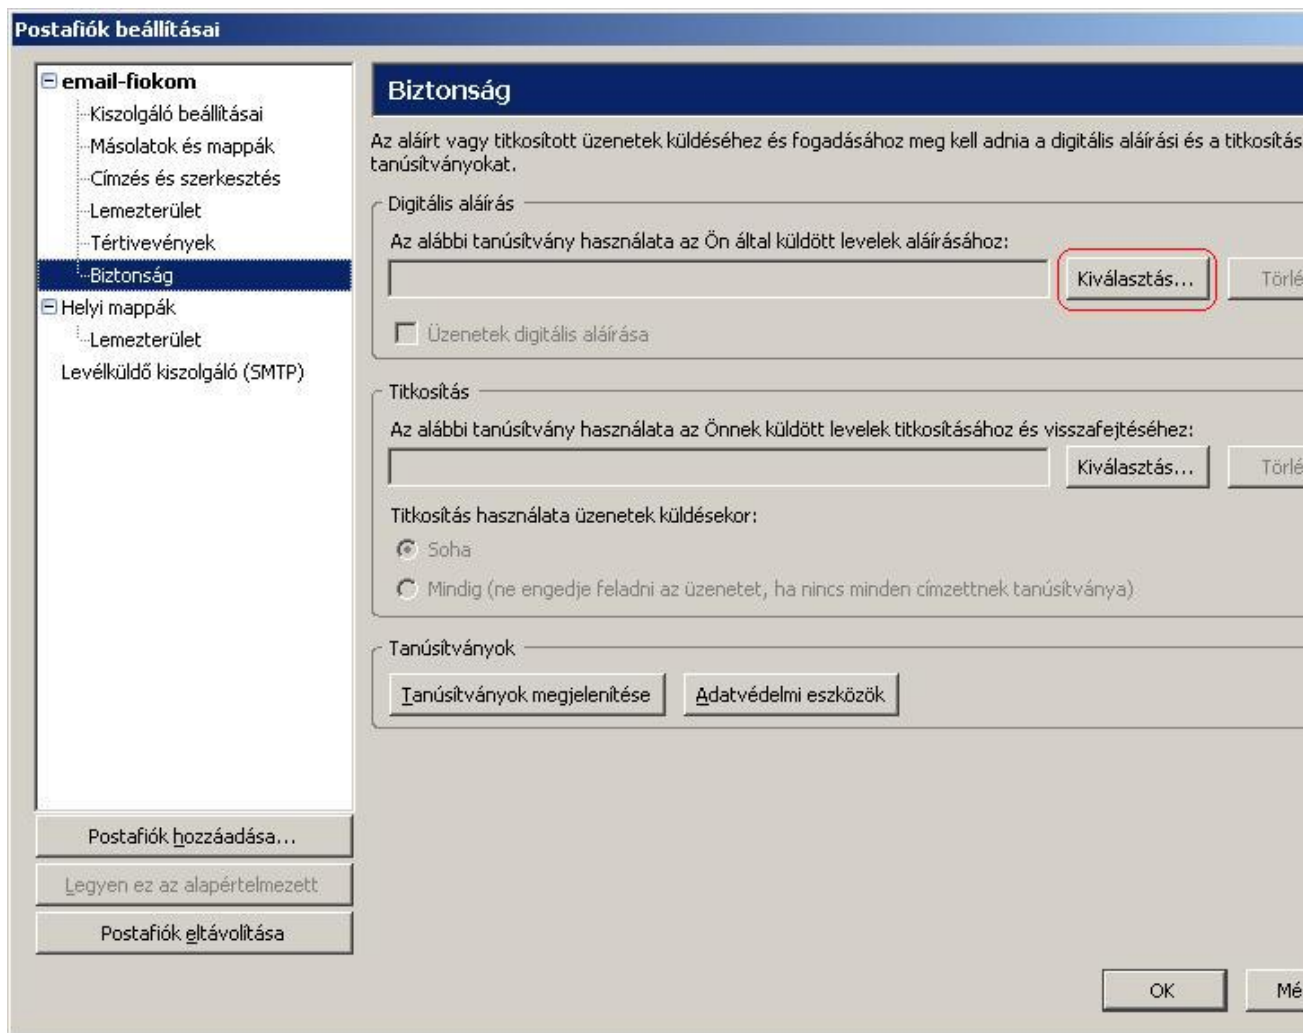 Postafiók beállításai
email-fiokom
Kiszolgáló beállításai
Másolatok és mappák
Címzés és szerkesztés
Lemezterület
Tértivevények
Biztonság
Helyi mappák
Lemezterület
Levélküldő kiszolgáló (SMTP)
Postafiók hozzáadása...
Legyen ez az alapértelmezett
Postafiók eltávolítása
Biztonság
Az aláírt vagy titkosított üzenetek küldéséhez és fogadásához meg kell adnia a digitális aláírási és a titkosítás
tanúsítványokat.
Digitális aláírás
Az alábbi tanúsítvány használata az Ön által küldött levelek aláírásához:
Kiválasztás... Törlé
Üzenetek digitális aláírása
Titkosítás
Az alábbi tanúsítvány használata az Önnek küldött levelek titkosításához és visszafejtéséhez:
Kiválasztás... Törlé
Titkosítás használata üzenetek küldésekor:
Soha
Mindig (ne engedje feladni az üzenetet, ha nincs minden címzettnek tanúsítványa)
Tanúsítványok
Tanúsítványok megjelenítése Adatvédelmi eszközök
OK Mé